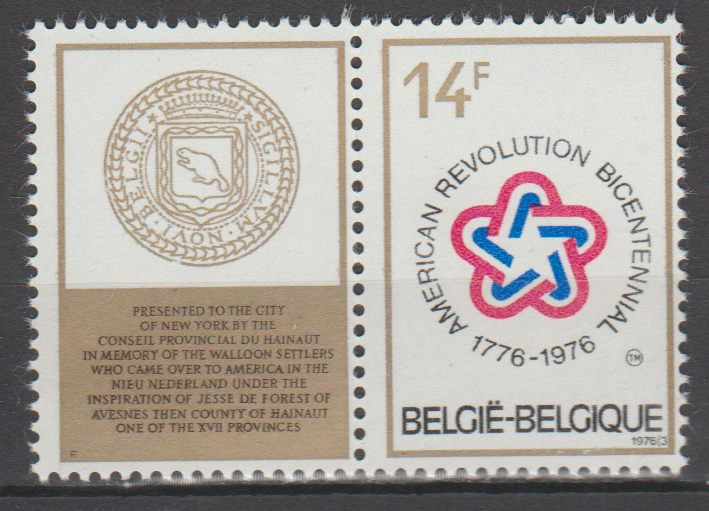 SIGILLVM NOVI BELGII
PRESENTED TO THE CITY
OF NEW YORK BY THE
CONSEIL PROVINCIAL DU HAINAUT
IN MEMORY OF THE WALLOON SETTLERS
WHO CAME OVER TO AMERICA IN THE
NIEU NEDERLAND UNDER THE
INSPIRATION OF JESSE DE FOREST OF
AVESNES THEN COUNTY OF HAINAUT
ONE OF THE XVII PROVINCES
14F
AMERICAN REVOLUTION BICENTENNIAL
1776-1976
TM
BELGIË-BELGIQUE
1976(3